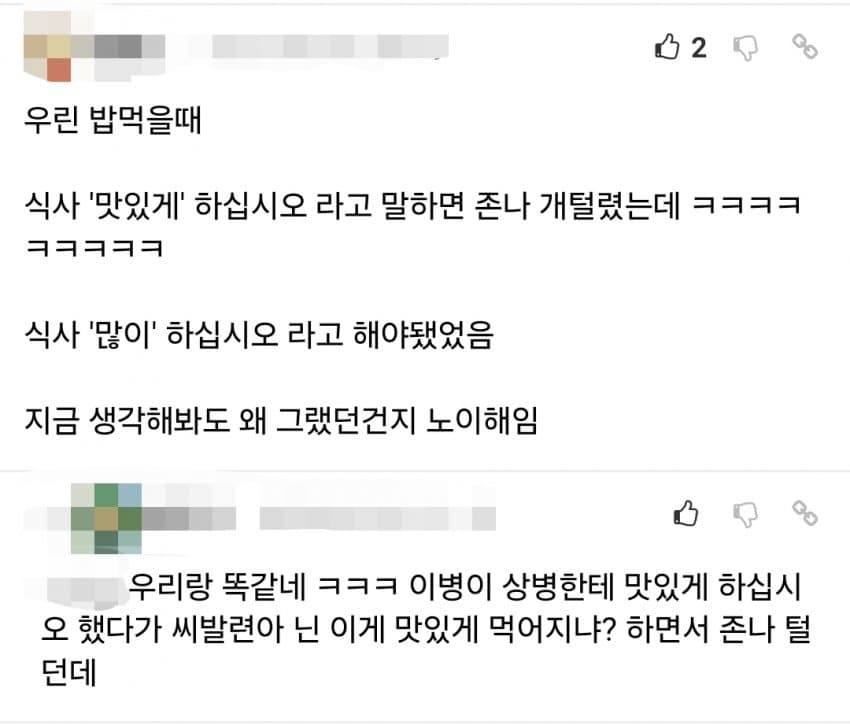 2
우린 밥먹을때
식사 '맛있게' 하십시오 라고 말하면 존나 개털렸는데 ㅋㅋㅋㅋ
ㅋㅋㅋㅋㅋ
식사 '많이' 하십시오 라고 해야됐었음
지금 생각해봐도 왜 그랬던건지 노이해임
우리랑 똑같네 ㅋㅋㅋ 이병이 상병한테 맛있게 하십시
오 했다가 씨발련아 닌 이게 맛있게 먹어지냐? 하면서 존나 털
던데